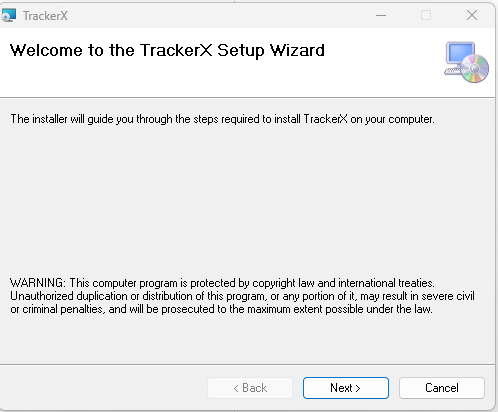 TrackerX
Welcome to the TrackerX Setup Wizard
The installer will guide you through the steps required to install TrackerX on your computer.
WARNING: This computer program is protected by copyright law and international treaties.
Unauthorized duplication or distribution of this program, or any portion of it, may result in severe civil
or criminal penalties, and will be prosecuted to the maximum extent possible under the law.
< Back
Next >
Cancel